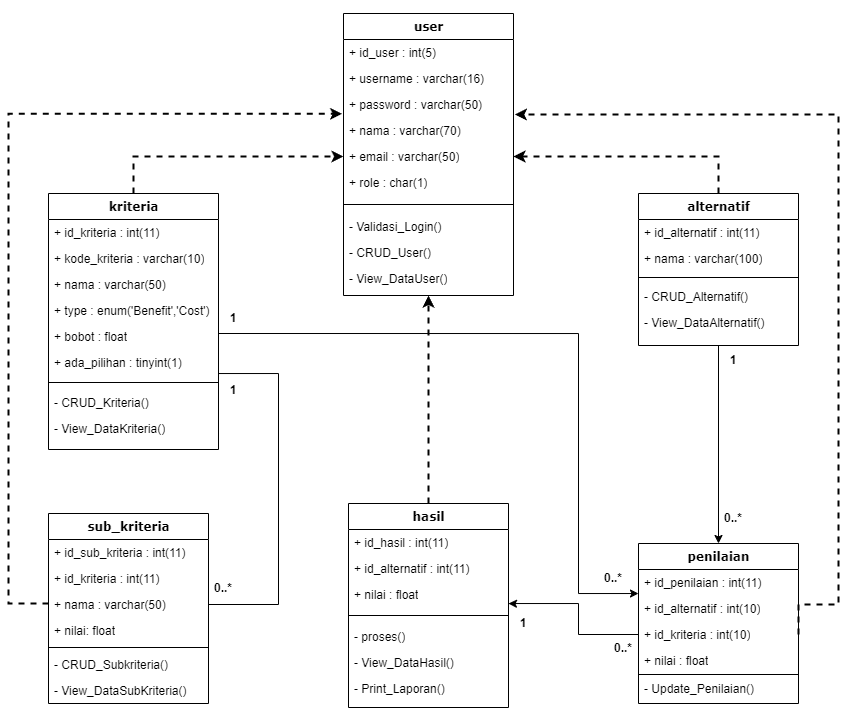 user
+ id_user : int(5)
+ username : varchar(16)
+ password : varchar(50)
+ nama : varchar(70)
+ email : varchar(50)
+ role : char(1)
- Validasi_Login()
- CRUD_User()
- View_DataUser()
kriteria
+ id_kriteria : int(11)
+ kode_kriteria : varchar(10)
+ nama : varchar(50)
+ type : enum('Benefit','Cost')
+ bobot : float
+ ada_pilihan : tinyint(1)
- CRUD_Kriteria()
- View_DataKriteria()
1
1
alternatif
+ id_alternatif : int(11)
+ nama : varchar(100)
- CRUD_Alternatif()
- View_DataAlternatif()
1
0..*
sub_kriteria
+ id_sub_kriteria : int(11)
+ id_kriteria : int(11)
+ nama : varchar(50)
+ nilai: float
- CRUD_Subkriteria()
- View_DataSubKriteria()
0..*
hasil
+ id_hasil : int(11)
+ id_alternatif : int(11)
+ nilai : float
- proses()
- View_DataHasil()
- Print_Laporan()
1
0..*
0..*
penilaian
+ id_penilaian : int(11)
+ id_alternatif : int(10)
+ id_kriteria : int(10)
+ nilai : float
- Update_Penilaian()